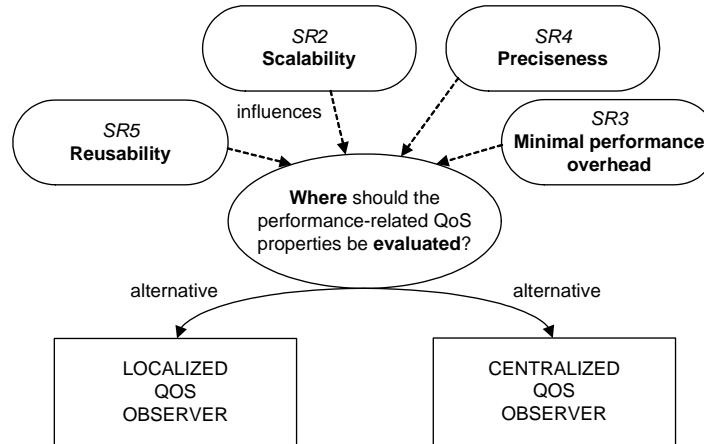 SR2
Scalability
SR4
Preciseness
influences
SR5
Reusability
SR3
Minimal performance
overhead
Where should the
performance-related QoS
properties be evaluated?
alternative
alternative
LOCALIZED
QOS
OBSERVER
CENTRALIZED
QOS
OBSERVER